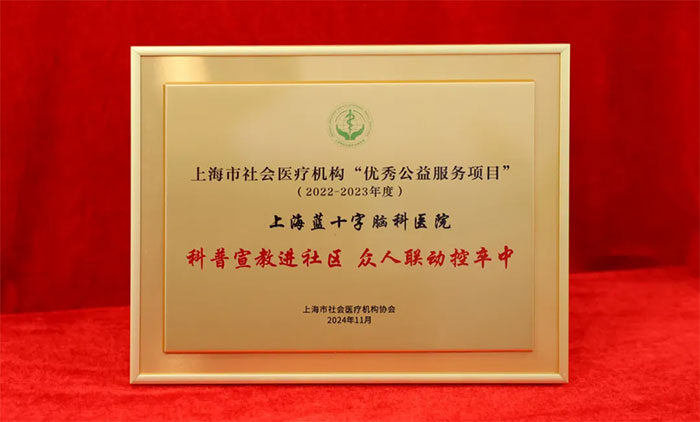 上海市社会医疗机构“优秀公益服务项目”
（2022-2023年度）
上海蓝十字脑科医院
科普宣教进社区 众人联动控卒中
上海市社会医疗机构协会
2024年11月